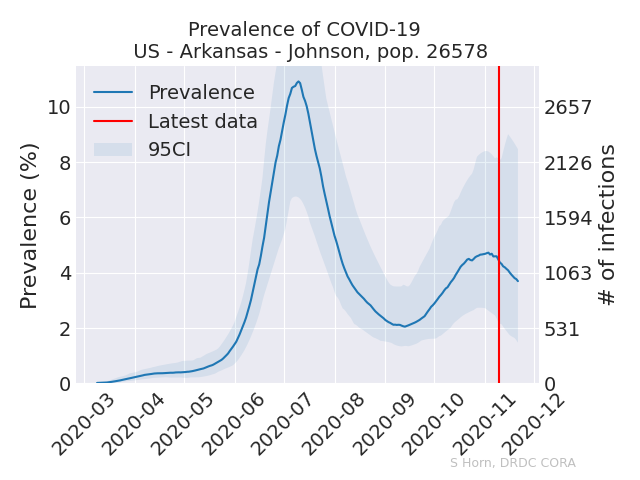 Prevalence of COVID-19
US - Arkansas - Johnson, pop. 26578
Prevalence
Latest data
95CI
Prevalence (%)
10
8
6
4
2
0
2657
2126
1594
1063
531
0
# of infections
2020-03
2020-04
2020-05
2020-06
2020-07
2020-08
2020-09
2020-10
2020-11
2020-12
S Horn, DRDC CORA